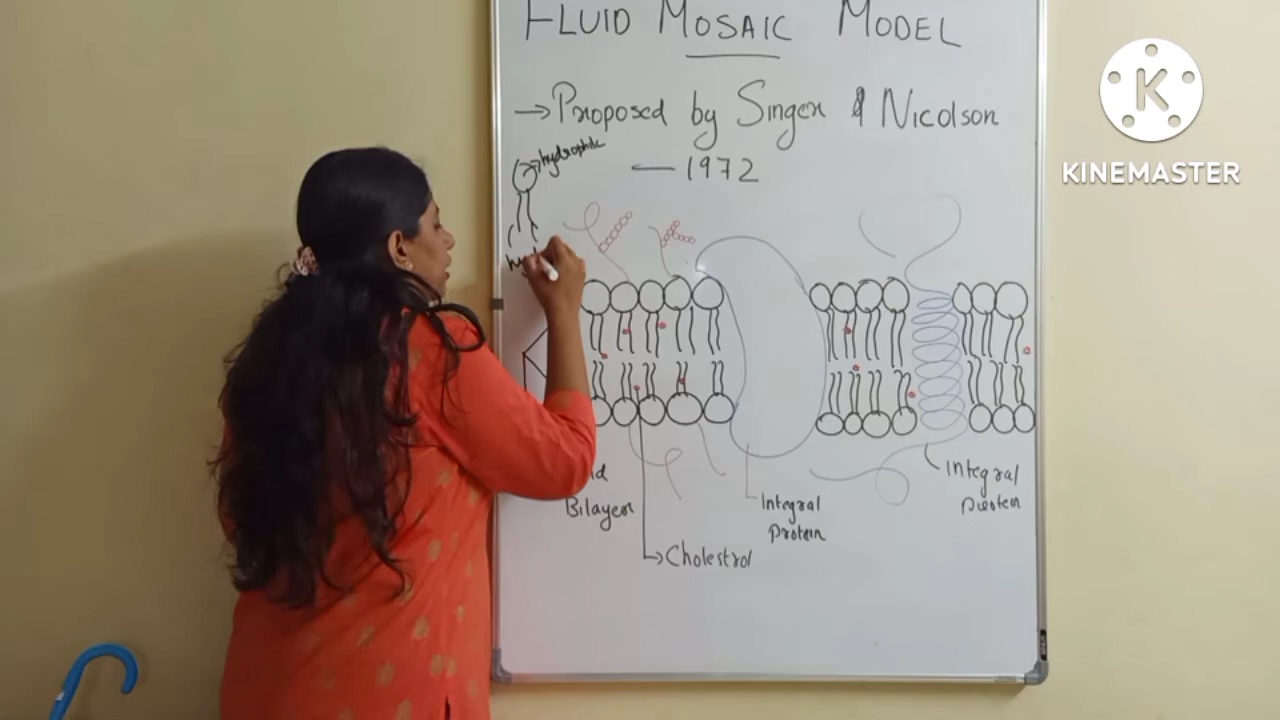 FLUID MOSAIC MODEL
→ Proposed by Singer & Nicolson
— 1972
hydrophilic
Bilayer
Integral
protein
Integral
protein
Cholestrol
K
KINEMASTER